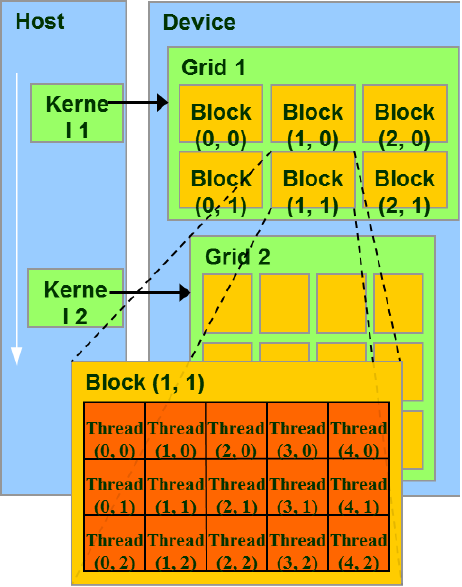 Host
Device
Grid 1
Kerne
l 1
Block
(0, 0)
Block
(1, 0)
Block
(2, 0)
Block
(0, 1)
Block
(1, 1)
Block
(2, 1)
Grid 2
Kerne
l 2
Block (1, 1)
Thread
(0, 0)
Thread
(1, 0)
Thread
(2, 0)
Thread
(3, 0)
Thread
(4, 0)
Thread
(0, 1)
Thread
(1, 1)
Thread
(2, 1)
Thread
(3, 1)
Thread
(4, 1)
Thread
(0, 2)
Thread
(1, 2)
Thread
(2, 2)
Thread
(3, 2)
Thread
(4, 2)